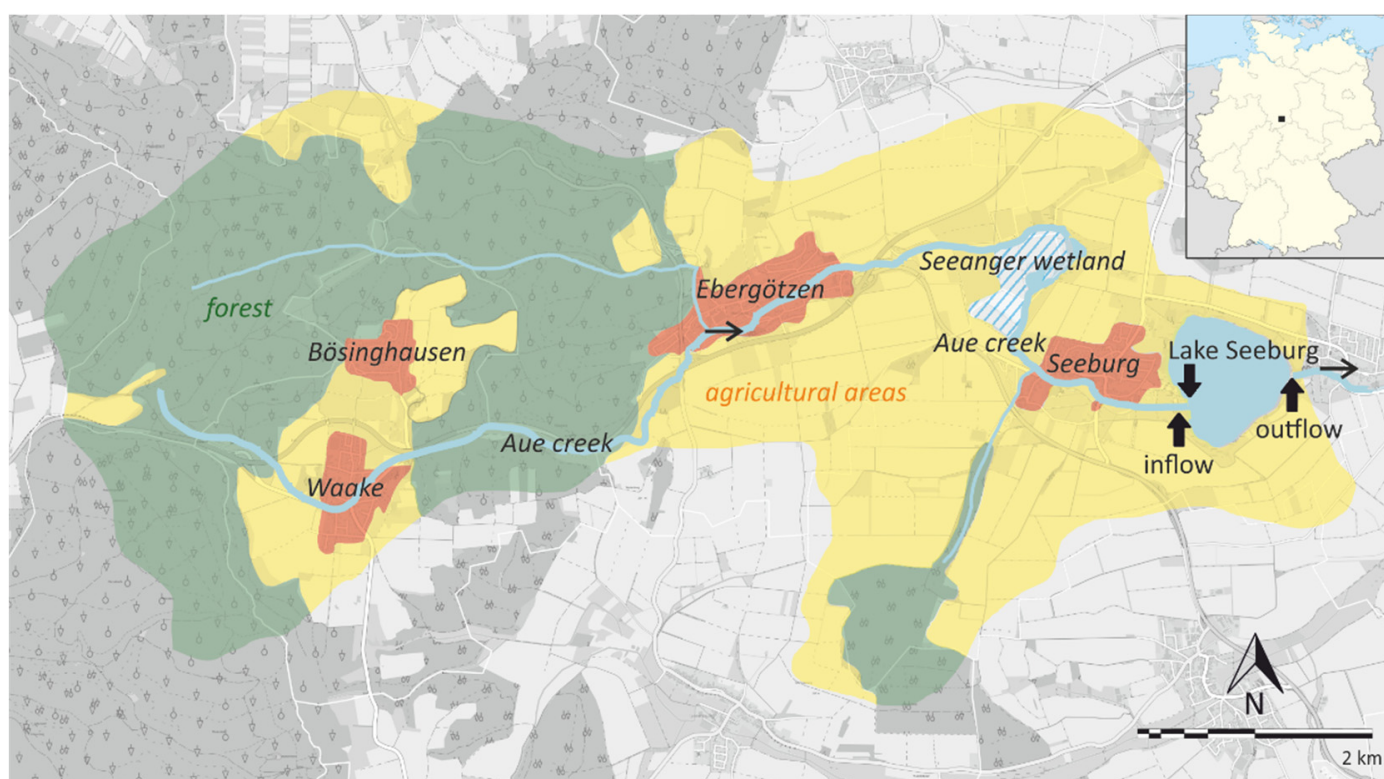 Seeanger wetland
Ebergötzen
forest
Bösinghausen
Aue creek
Lake Seeburg
Seeburg
agricultural areas
outflow
Aue creek
inflow
Waake
N
2 km